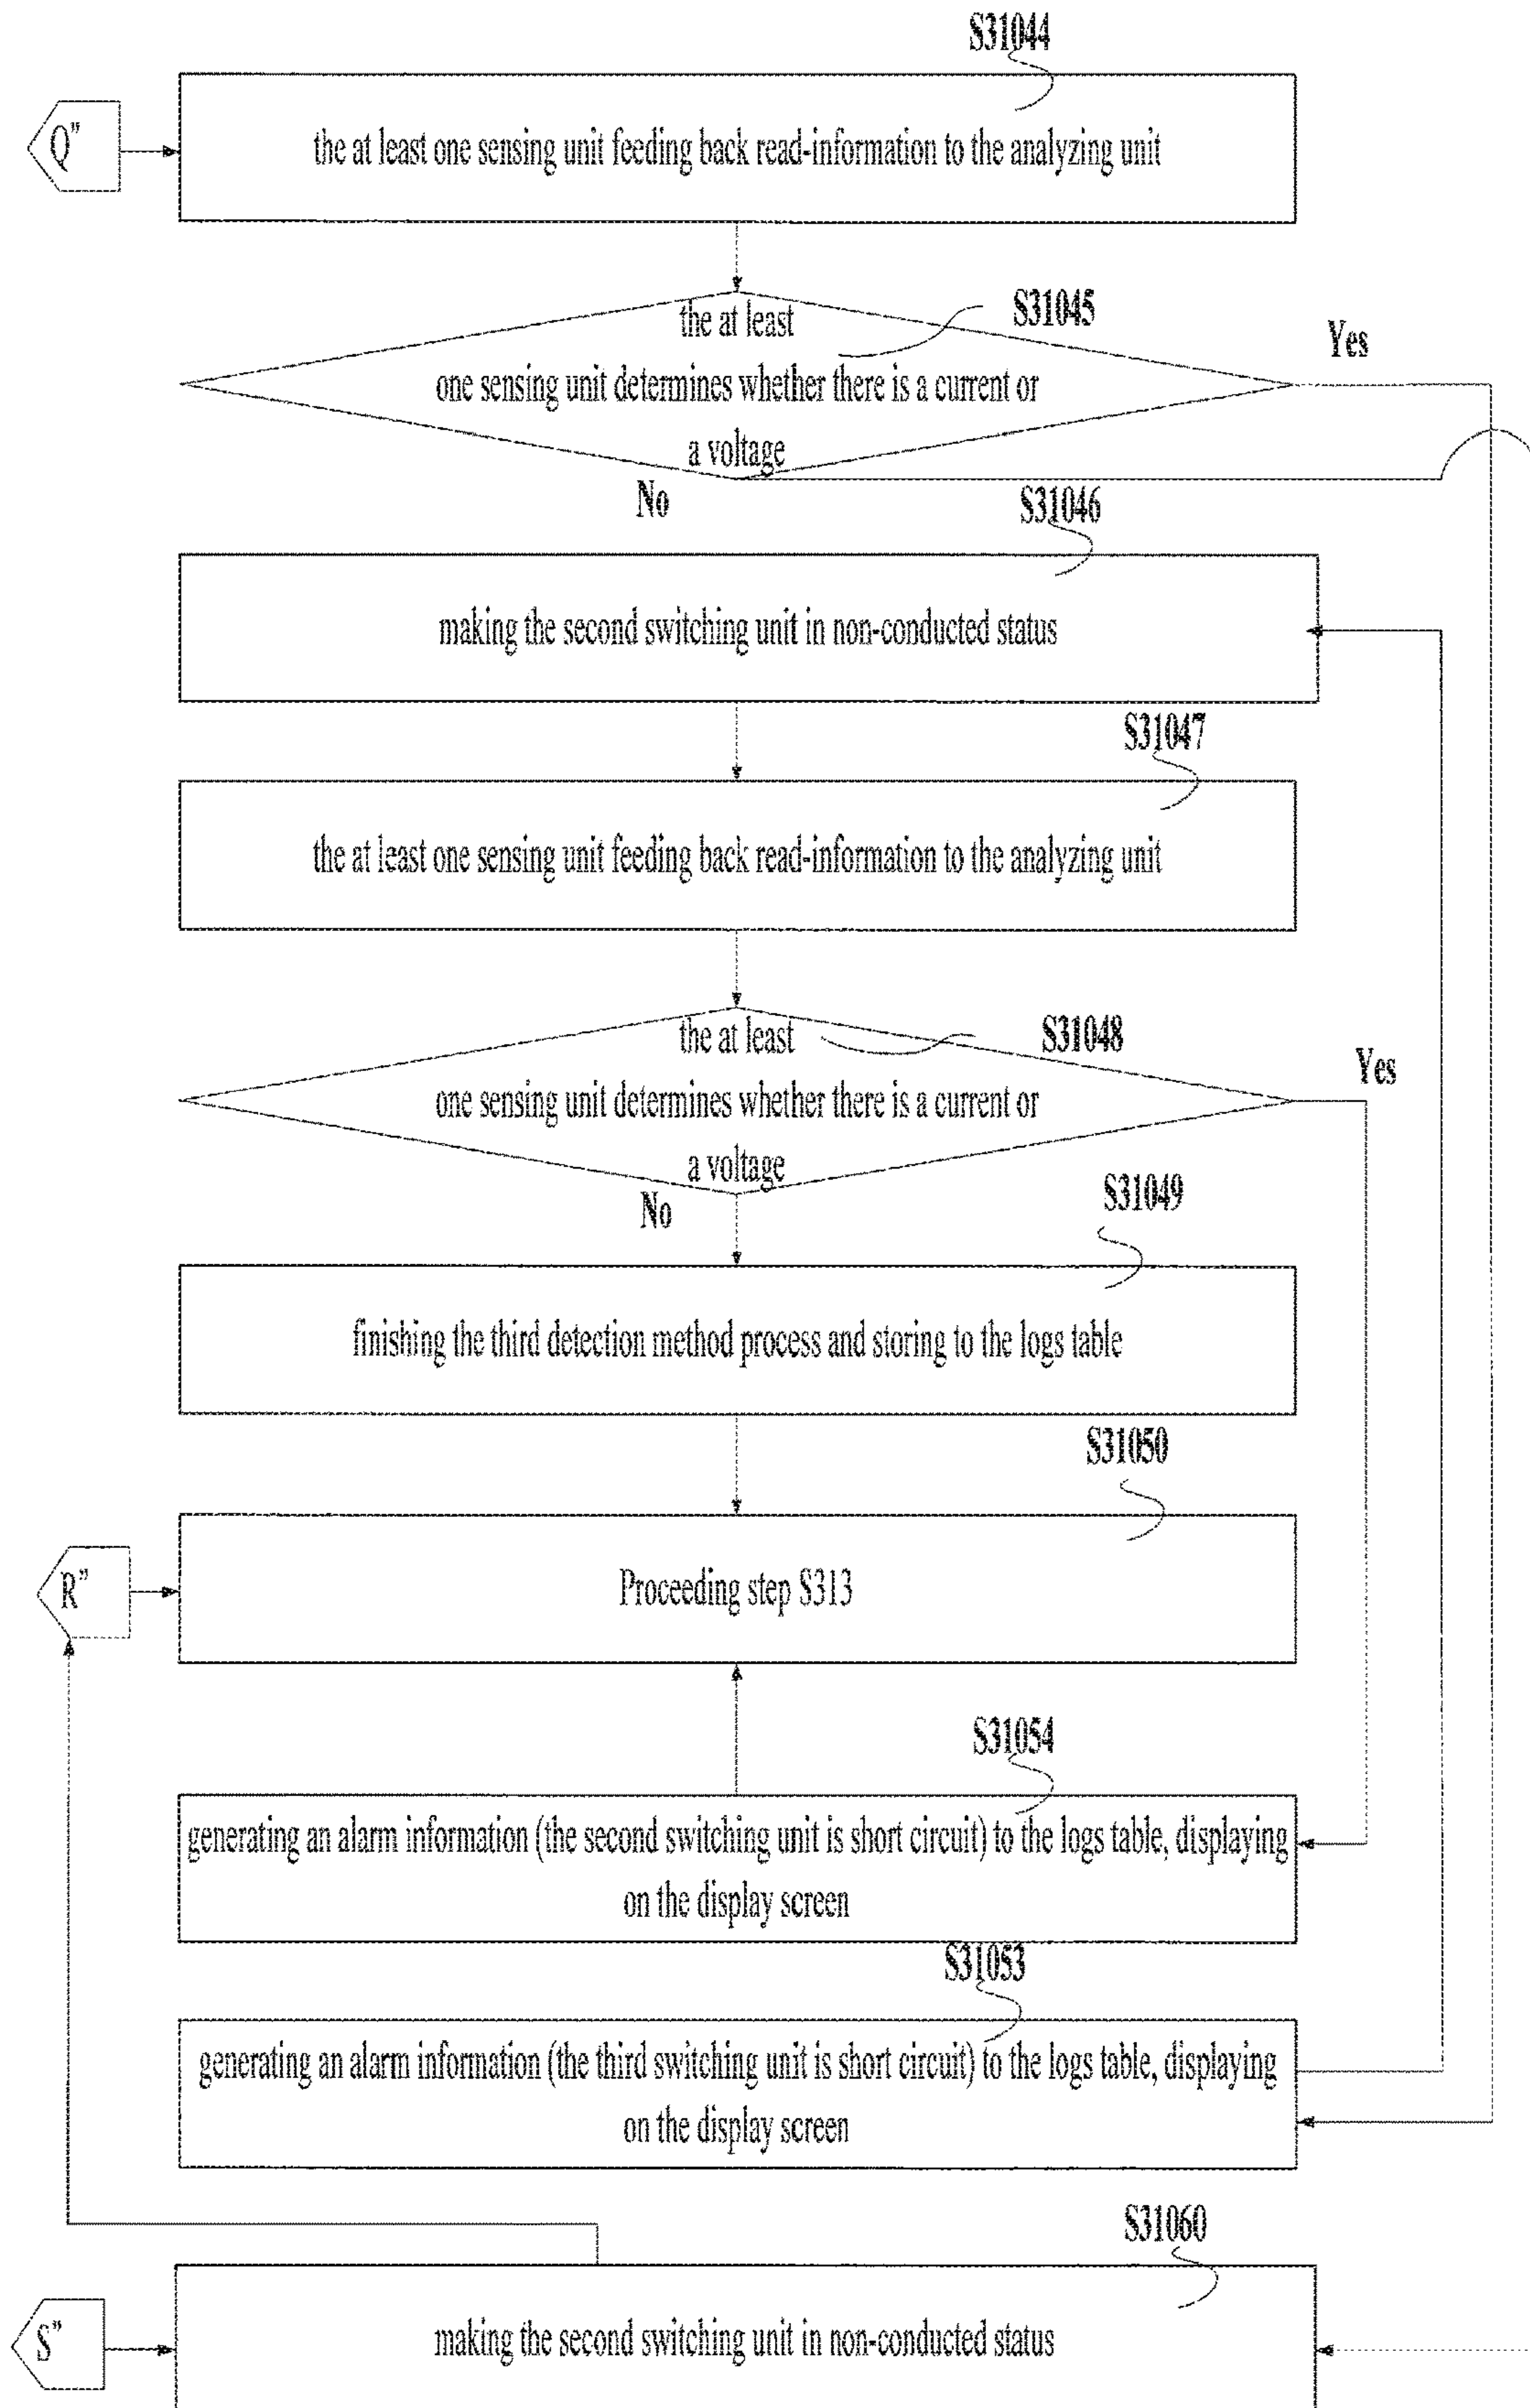 S31044
Q”
the at least one sensing unit feeding back read-information to the analyzing unit
the at least
S31045
Yes
one sensing unit determines whether there is a current or
a voltage
No
S31046
making the second switching unit in non-conducted status
S31047
the at least one sensing unit feeding back read-information to the analyzing unit
the at least
S31048
Yes
one sensing unit determines whether there is a current or
a voltage
No
S31049
finishing the third detection method process and storing to the logs table
S31050
R”
Proceeding step S313
S31054
generating an alarm information (the second switching unit is short circuit) to the logs table, displaying
on the display screen
S31053
generating an alarm information (the third switching unit is short circuit) to the logs table, displaying
on the display screen
S31060
S”
making the second switching unit in non-conducted status